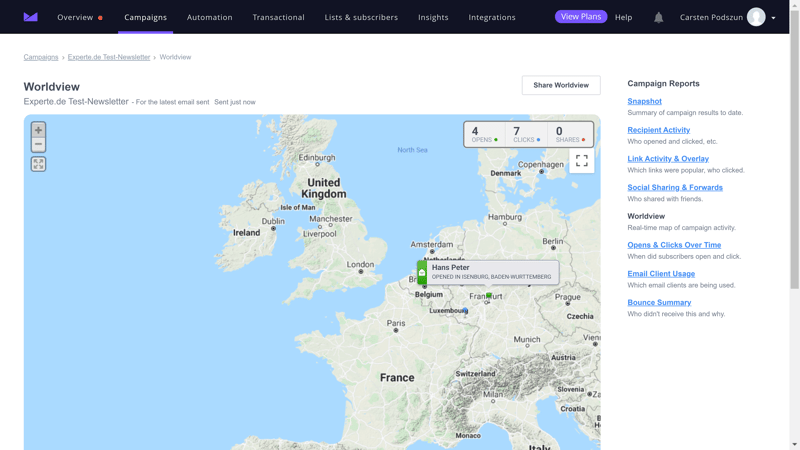 Overview Campaigns Automation Transactional Lists & subscribers Insights Integrations View Plans Help Carsten Podszun
Campaigns › Experte.de Test-Newsletter › Worldview
Worldview
Experte.de Test-Newsletter - For the latest email sent Sent just now
Share Worldview
4 OPENS
7 CLICKS
0 SHARES
North Sea
Edinburgh
United
Kingdom
Isle of Man
Ireland
Dublin
Manchester
Liverpool
London
Copenhagen
Denmark
Hamburg
Amsterdam
Berlin
Netherlands
Hans Peter
OPENED IN ISENBURG, BADEN-WURTTEMBERG
Belgium
Frankfurt
Luxembourg
Prague
Czechia
Paris
Munich
Austria
France
Switzerland
Slovenia
Milan
Croatia
Monaco
Italy
Campaign Reports
Snapshot
Summary of campaign results to date.
Recipient Activity
Who opened and clicked, etc.
Link Activity & Overlay
Which links were popular, who clicked.
Social Sharing & Forwards
Who shared with friends.
Worldview
Real-time map of campaign activity.
Opens & Clicks Over Time
When did subscribers open and click.
Email Client Usage
Which email clients are being used.
Bounce Summary
Who didn't receive this and why.